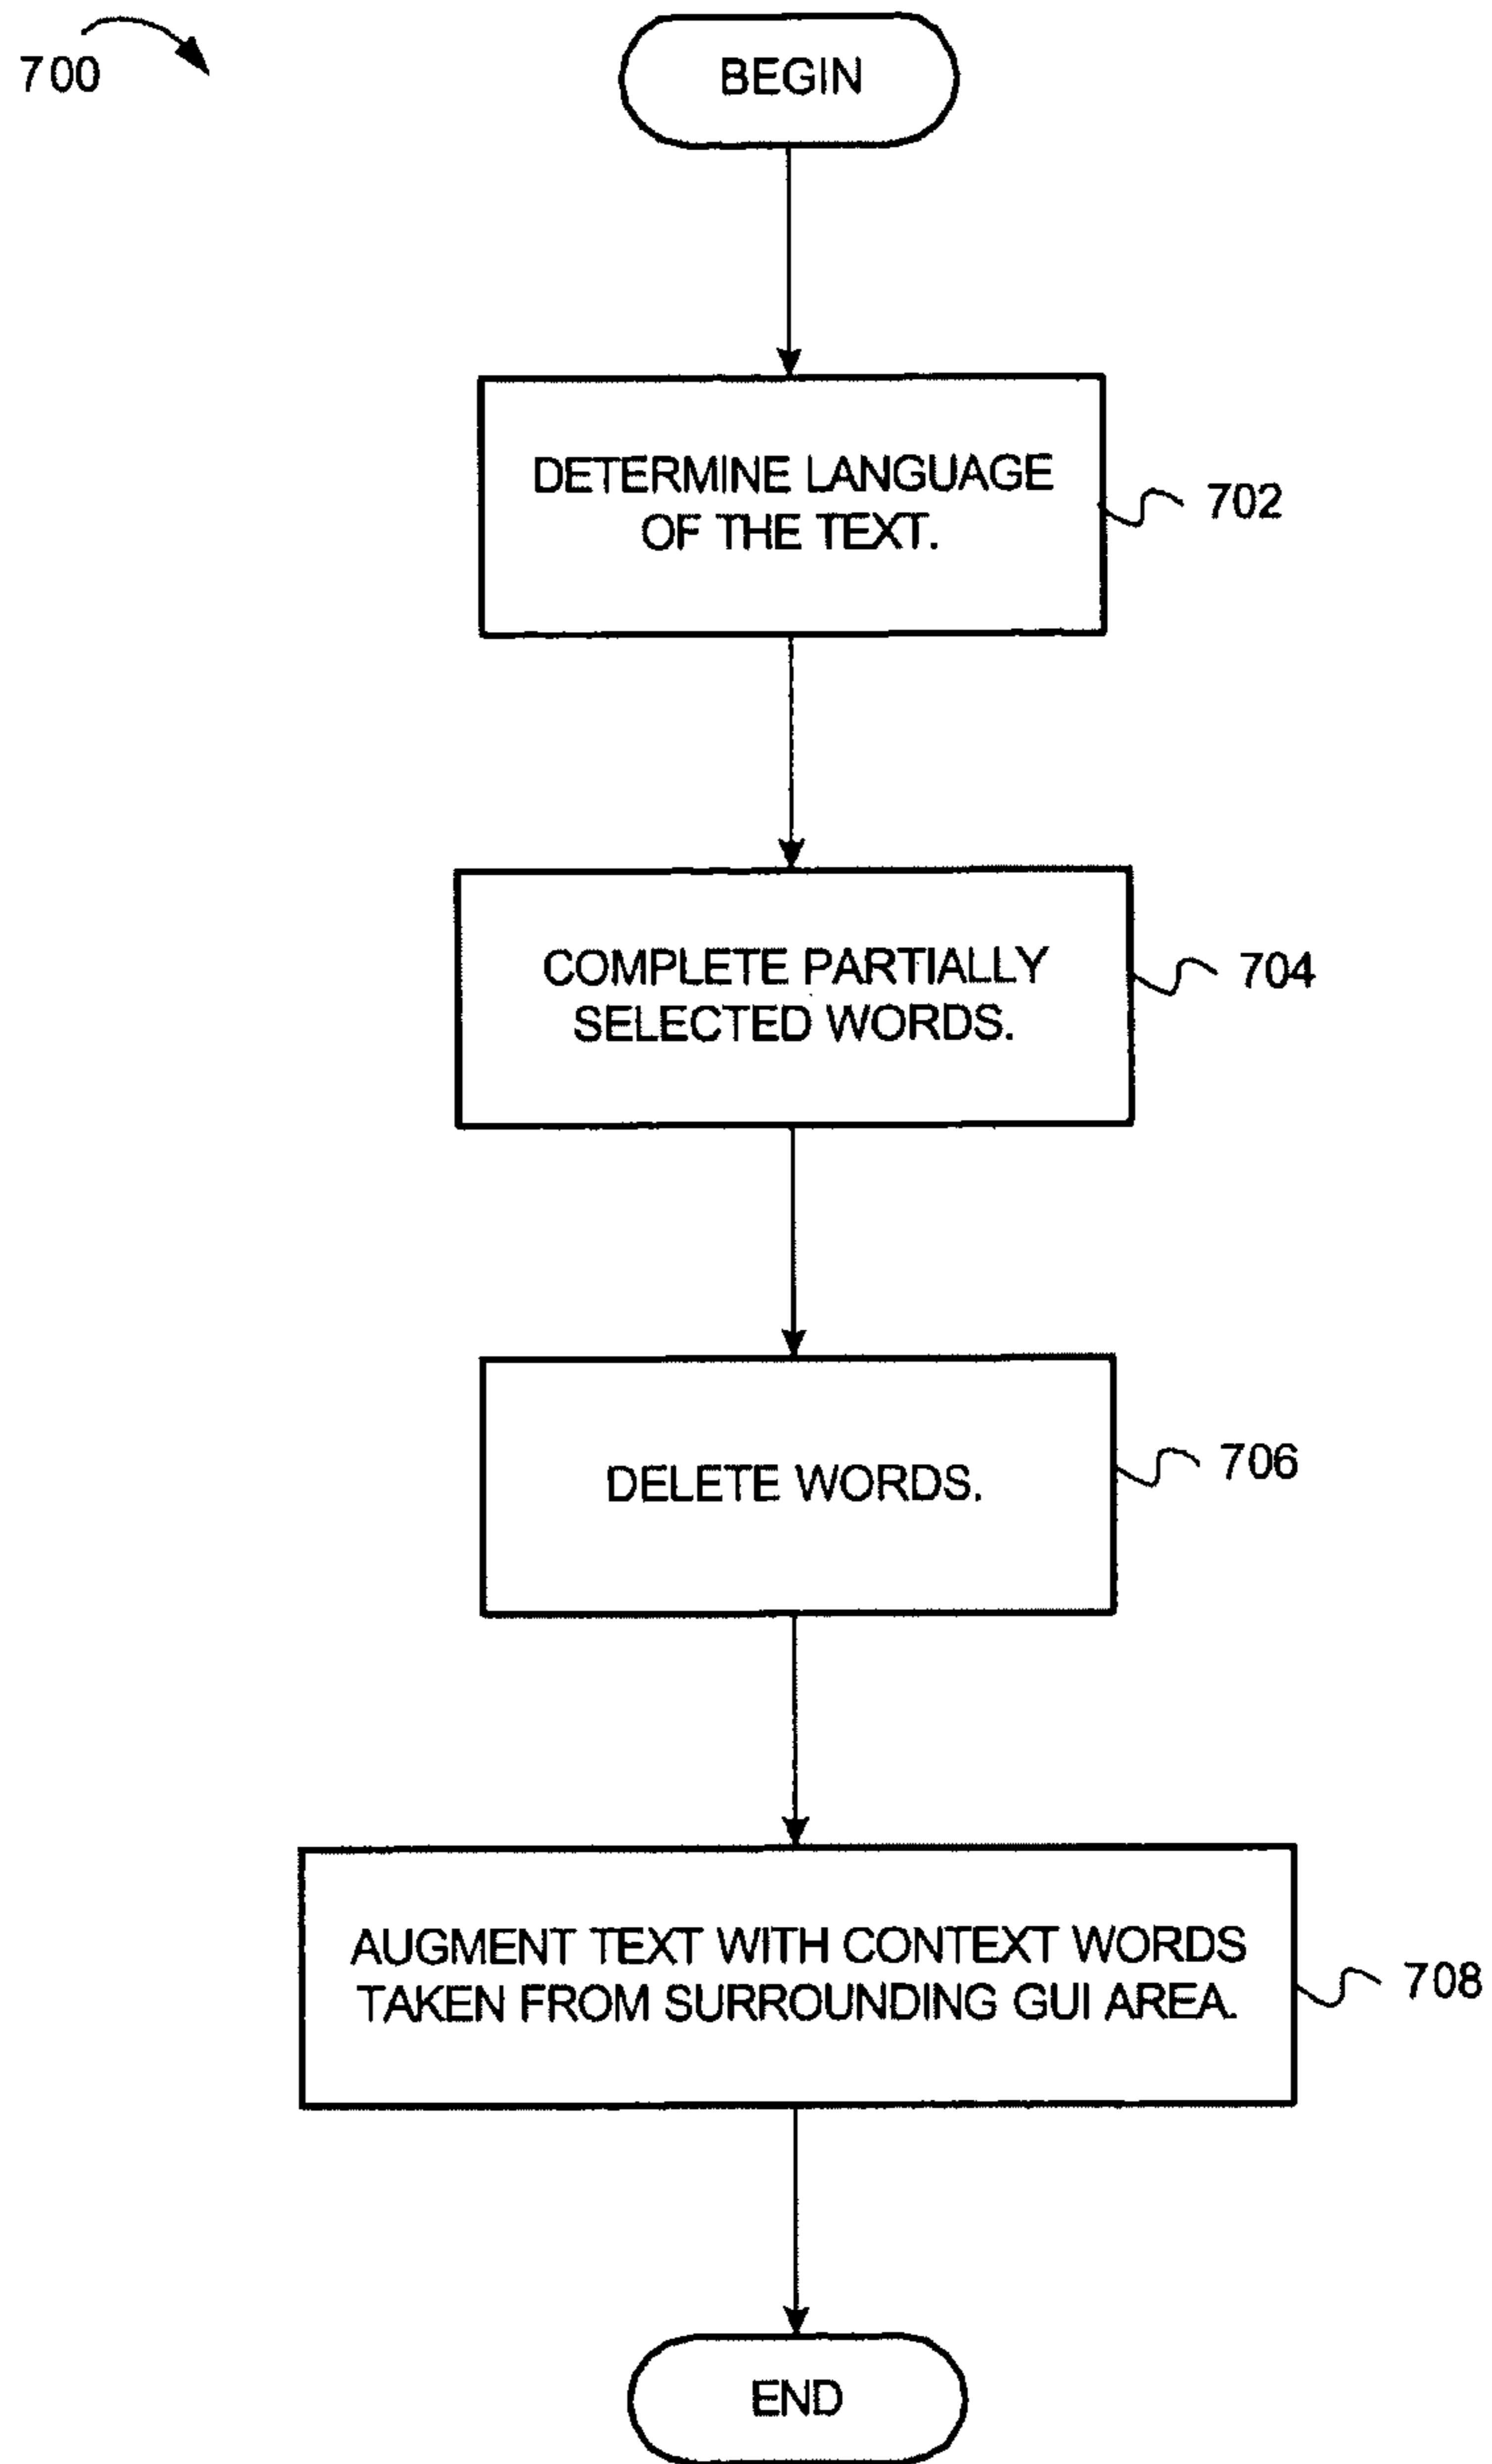 700
BEGIN
DETERMINE LANGUAGE
OF THE TEXT.
702
COMPLETE PARTIALLY
SELECTED WORDS.
704
DELETE WORDS.
706
AUGMENT TEXT WITH CONTEXT WORDS
TAKEN FROM SURROUNDING GUI AREA.
708
END